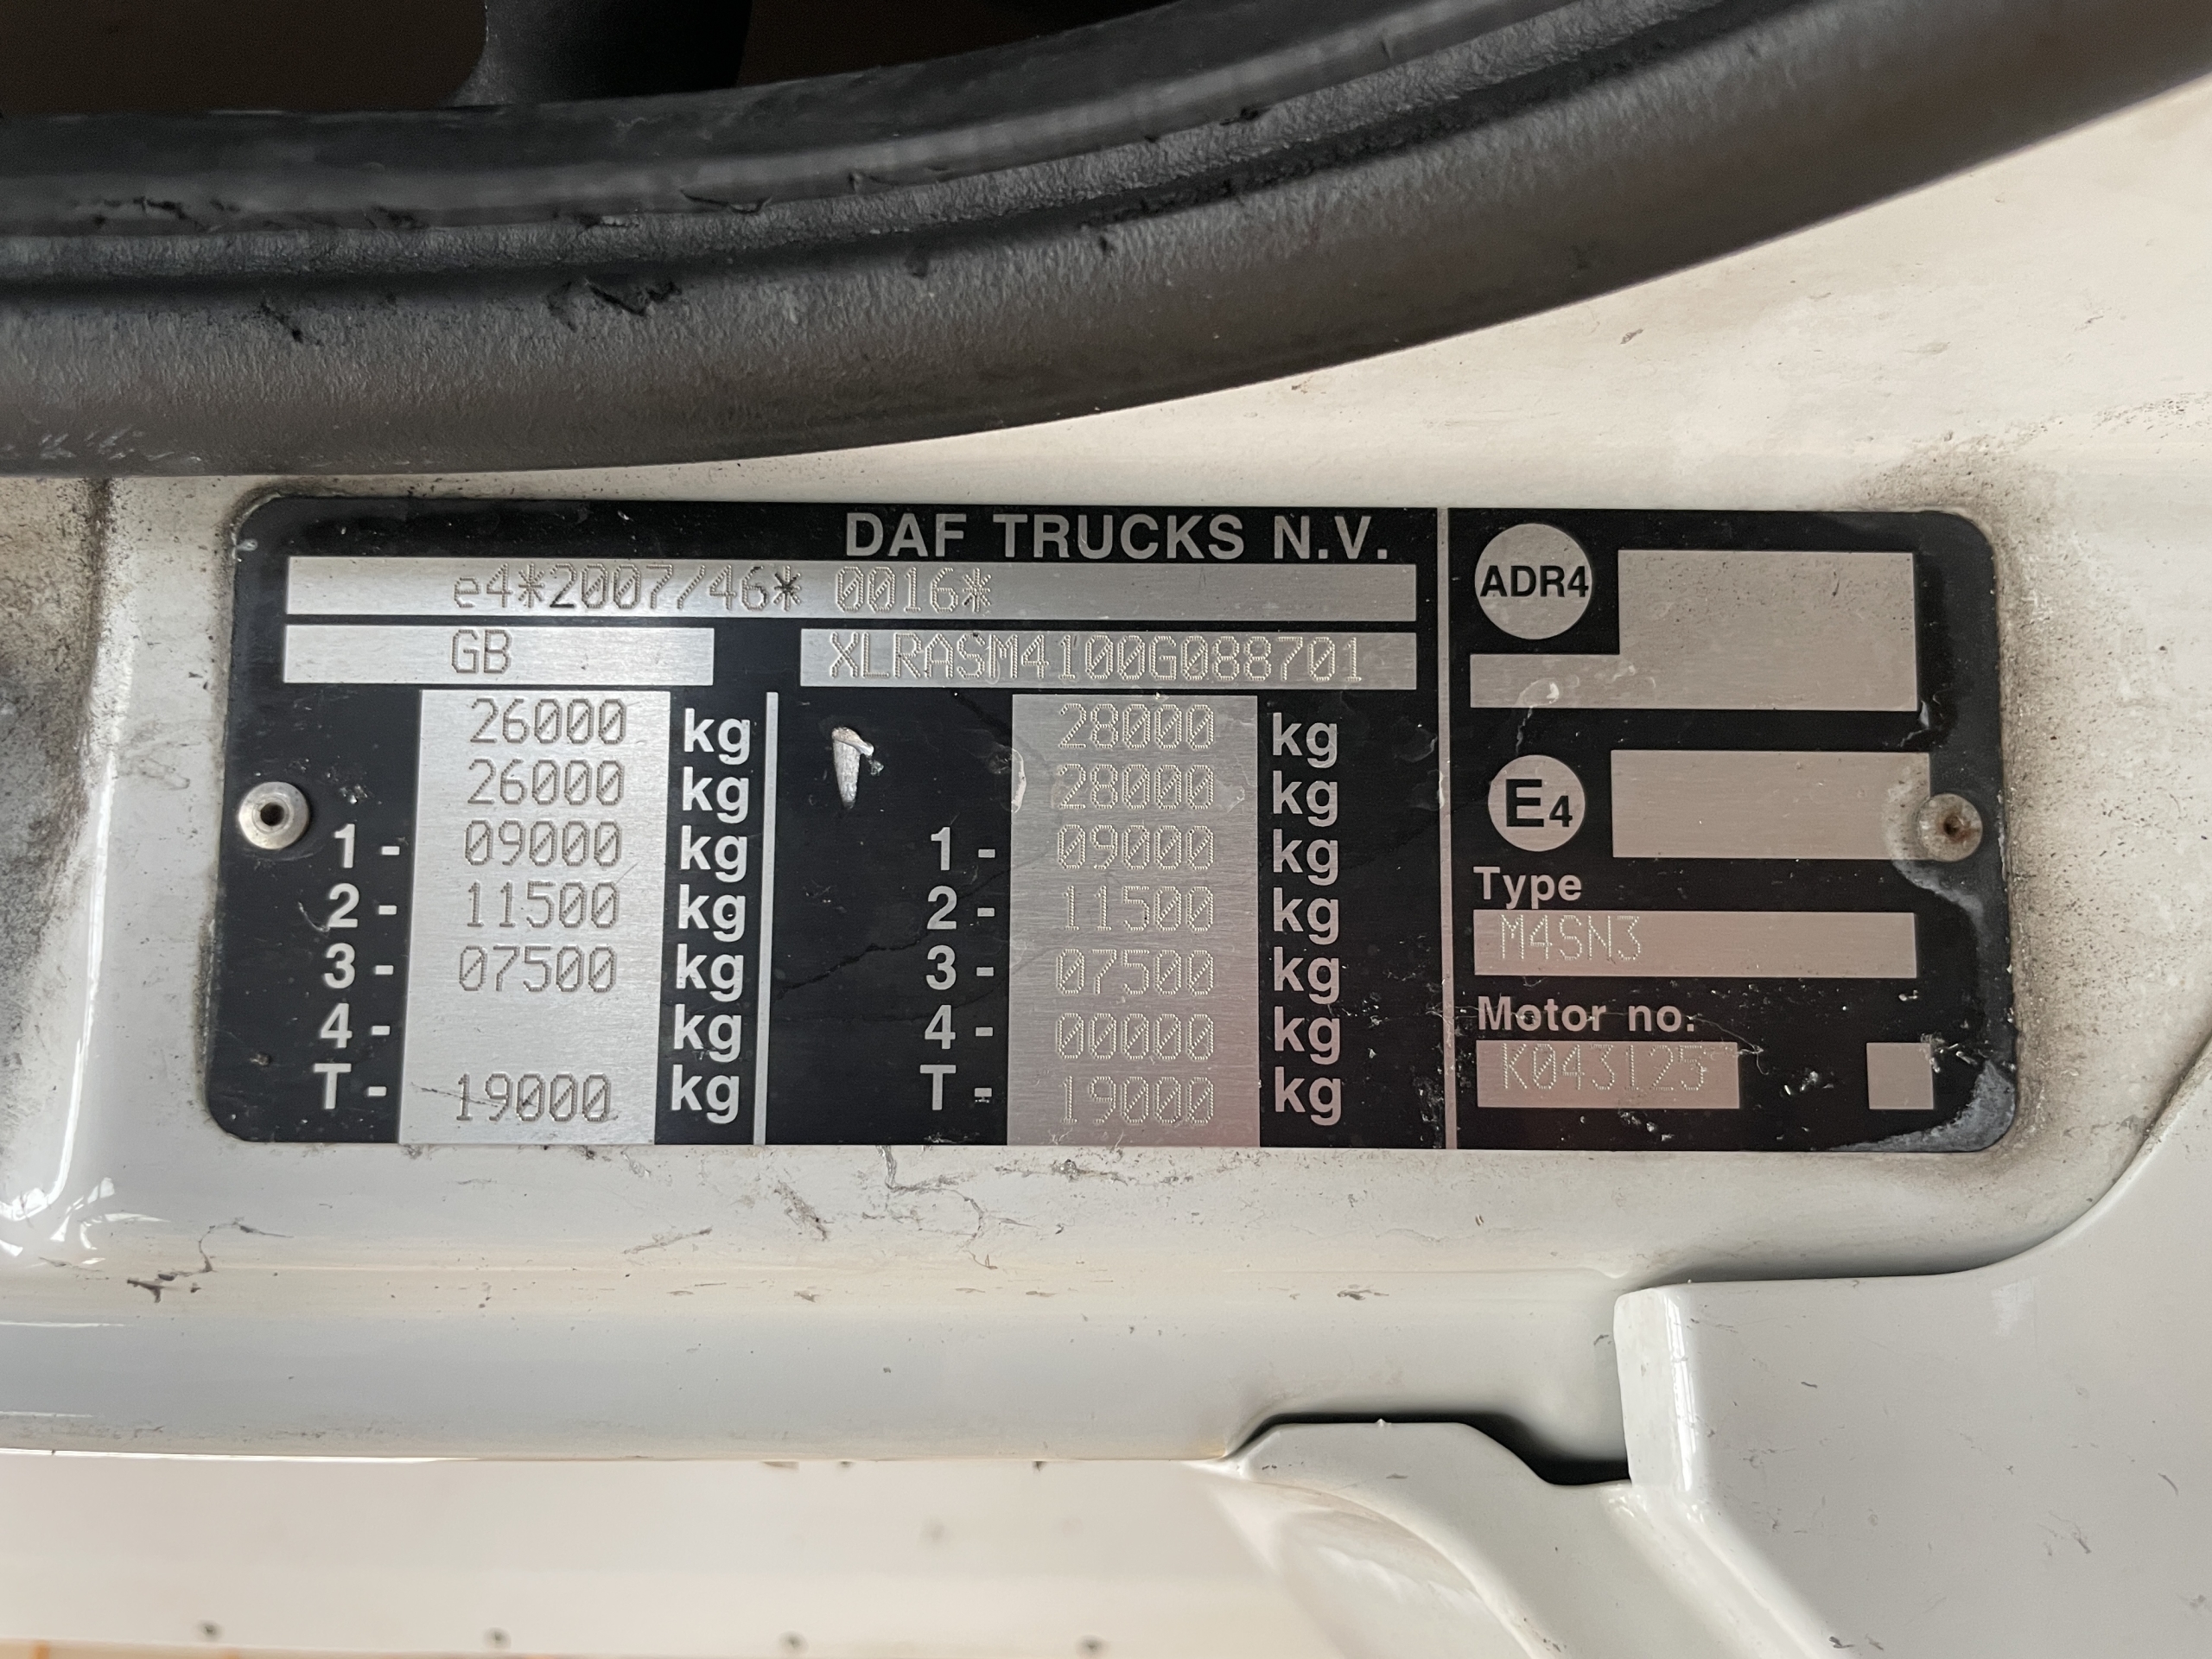 DAF TRUCKS N.V.
e4*2007/46* 0016*
GB
XLRASM4100G088701
26000 kg
26000 kg
1 - 09000 kg
2 - 11500 kg
3 - 07500 kg
4 - kg
T - 19000 kg
28000 kg
28000 kg
1 - 09000 kg
2 - 11500 kg
3 - 07500 kg
4 - 00000 kg
T - 19000 kg
ADR4
E4
Type
M4SN3
Motor no.
K043125